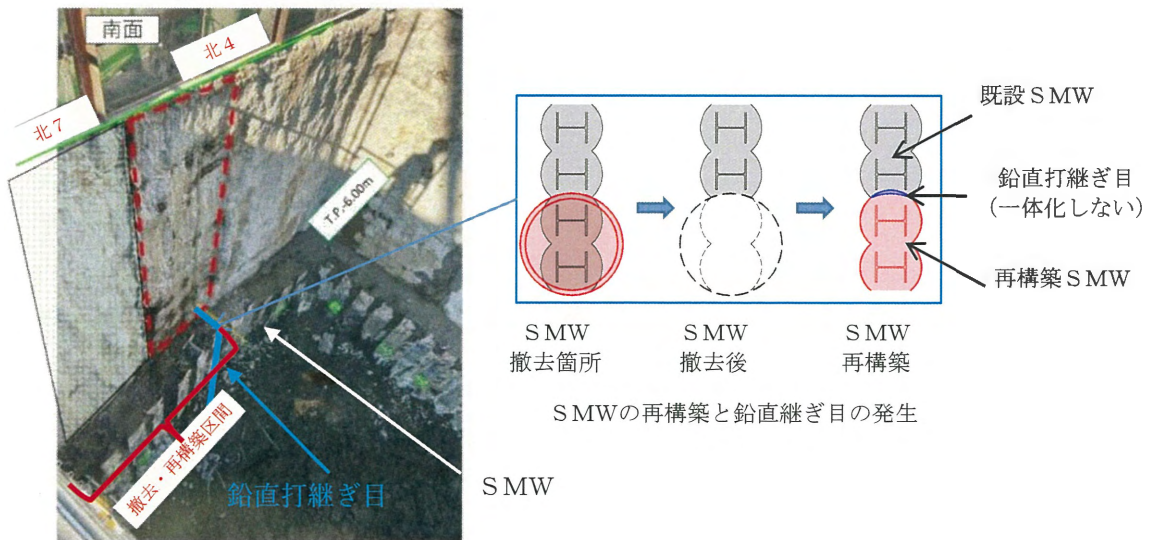 南面
北4
北7
T.P.-6.00m
撤去・再構築区間
鉛直打継ぎ目
SMW
既設SMW
鉛直打継ぎ目
(一体化しない)
再構築SMW
SMW
撤去箇所
SMW
撤去後
SMW
再構築
SMWの再構築と鉛直継ぎ目の発生